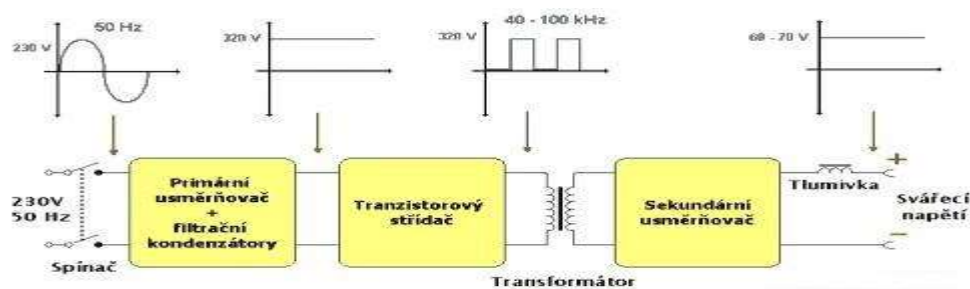 50 Hz
230 V
320 V
40 - 100 kHz
320 V
60 - 70 V
230V
50 Hz
Spínač
Primární
usměrňovač
+
filtrační
kondenzátory
Tranzistorový
střídač
Transformátor
Sekundární
usměrňovač
Tlumivka
+
Svářecí
napětí
−